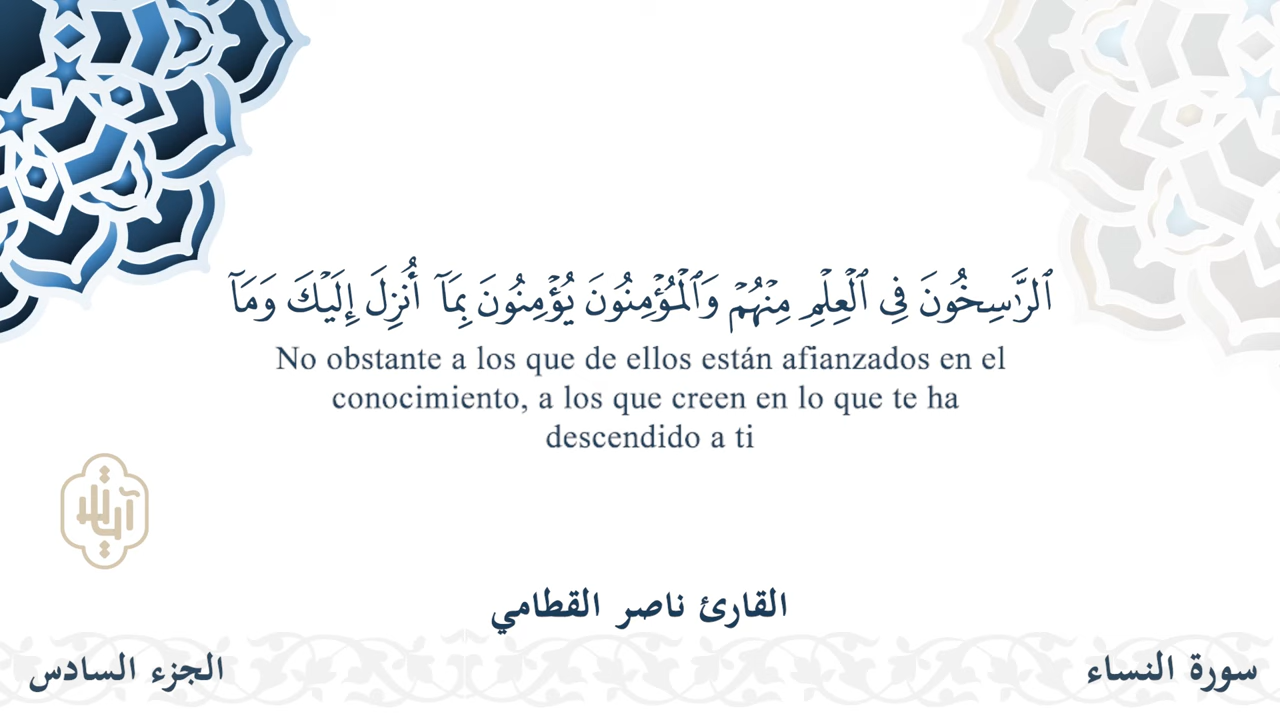 ٱلرَّٰسِخُونَ فِى ٱلْعِلْمِ مِنْهُمْ وَٱلْمُؤْمِنُونَ يُؤْمِنُونَ بِمَآ أُنزِلَ إِلَيْكَ وَمَآ
No obstante a los que de ellos están afianzados en el
conocimiento, a los que creen en lo que te ha
descendido a ti
القارئ ناصر القطامي
سورة النساء
الجزء السادس